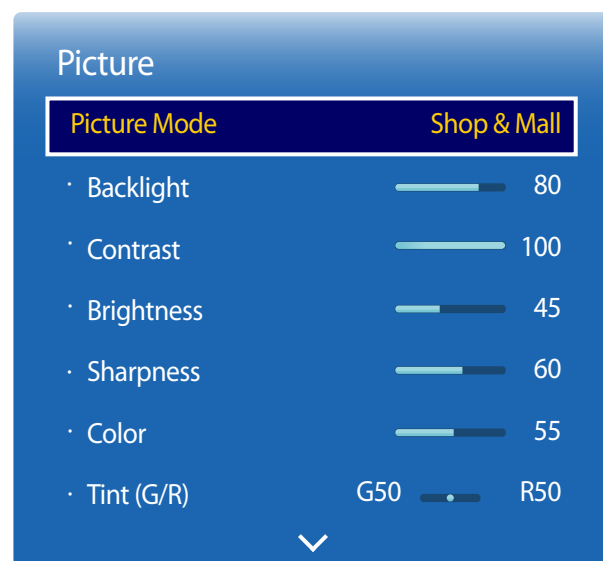 Picture
Picture Mode Shop & Mall
· Backlight 80
· Contrast 100
· Brightness 45
· Sharpness 60
· Color 55
· Tint (G/R) G50 R50